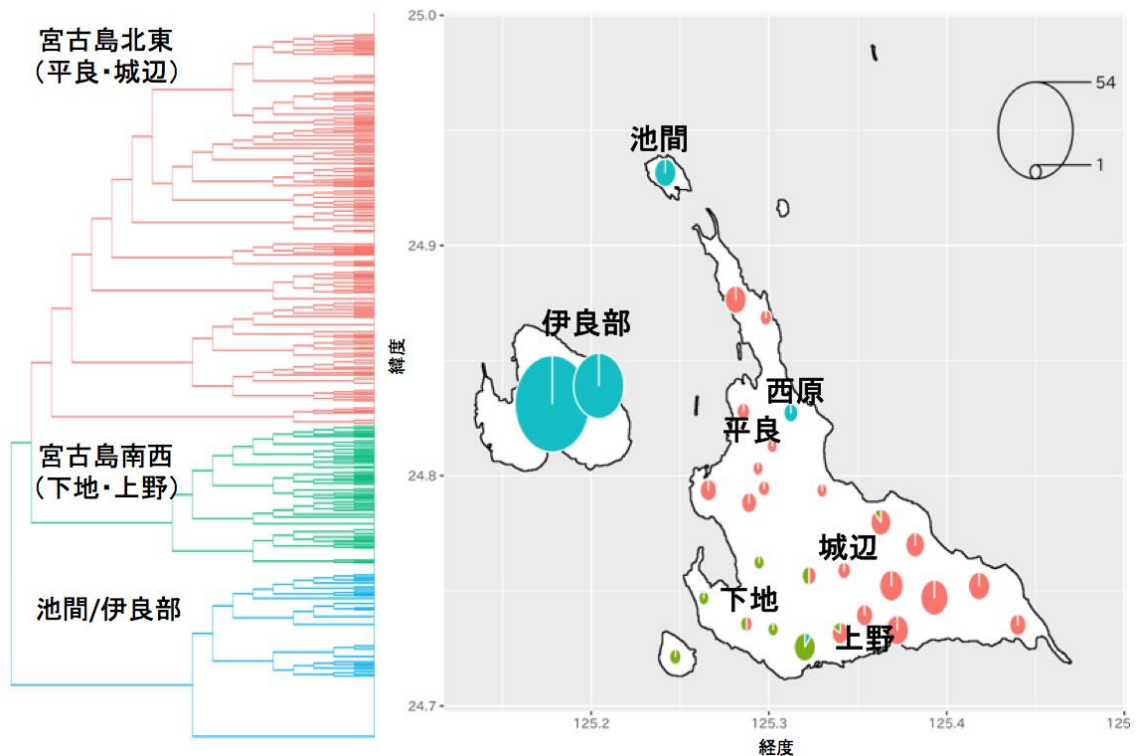 宮古島北東
(平良・城辺)
宮古島南西
(下地・上野)
池間/伊良部
25.0
24.9
24.8
24.7
緯度
池間
伊良部
西原
平良
城辺
下地
上野
54
1
125.2
125.3
125.4
125
経度